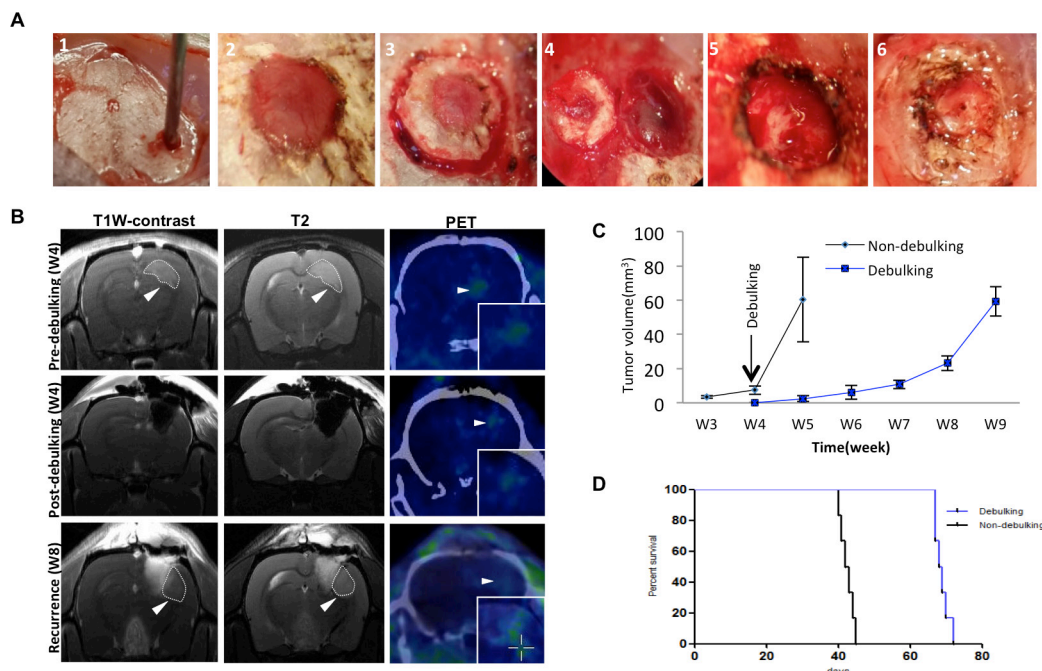 A
1 2 3 4 5 6
B
T1W-contrast T2 PET
Pre-debulking (W4)
Post-debulking (W4)
Recurrence (W8)
C
Tumor volume(mm3)
100
80
60
40
20
0
Debulking
Non-debulking
Debulking
W3 W4 W5 W6 W7 W8 W9
Time(week)
D
Percent survival
100
80
60
40
20
0
Debulking
Non-debulking
0 20 40 60 80
days